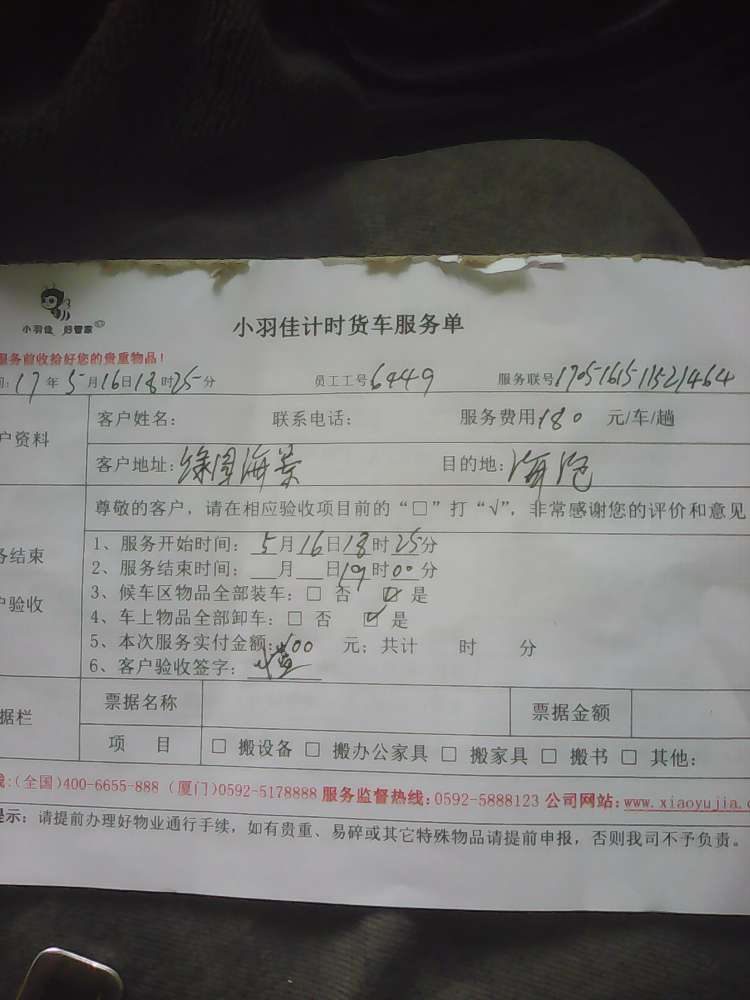 小羽佳 好管家
小羽佳计时货车服务单
服务前收给好您的贵重物品！
间：17年5月16日18时25分 员工工号6449 服务联号1705161511521464
户资料 客户姓名： 联系电话： 服务费用180 元/车/趟
客户地址：绿国海景 目的地：海沧
尊敬的客户，请在相应验收项目前的“□”打“√”，非常感谢您的评价和意见
务结束
户验收
1、服务开始时间：5月16日18时25分
2、服务结束时间：__月__日19时00分
3、候车区物品全部装车：□ 否 ☑ 是
4、车上物品全部卸车：□ 否 ☑ 是
5、本次服务实付金额：100 元；共计 时 分
6、客户验收签字：
据栏 票据名称 票据金额
项 目 □ 搬设备 □ 搬办公家具 □ 搬家具 □ 搬书 □ 其他：
线：(全国)400-6655-888 (厦门)0592-5178888 服务监督热线：0592-5888123 公司网站：www.xiaoyujia.c
提示：请提前办理好物业通行手续，如有贵重、易碎或其它特殊物品请提前申报，否则我司不予负责。